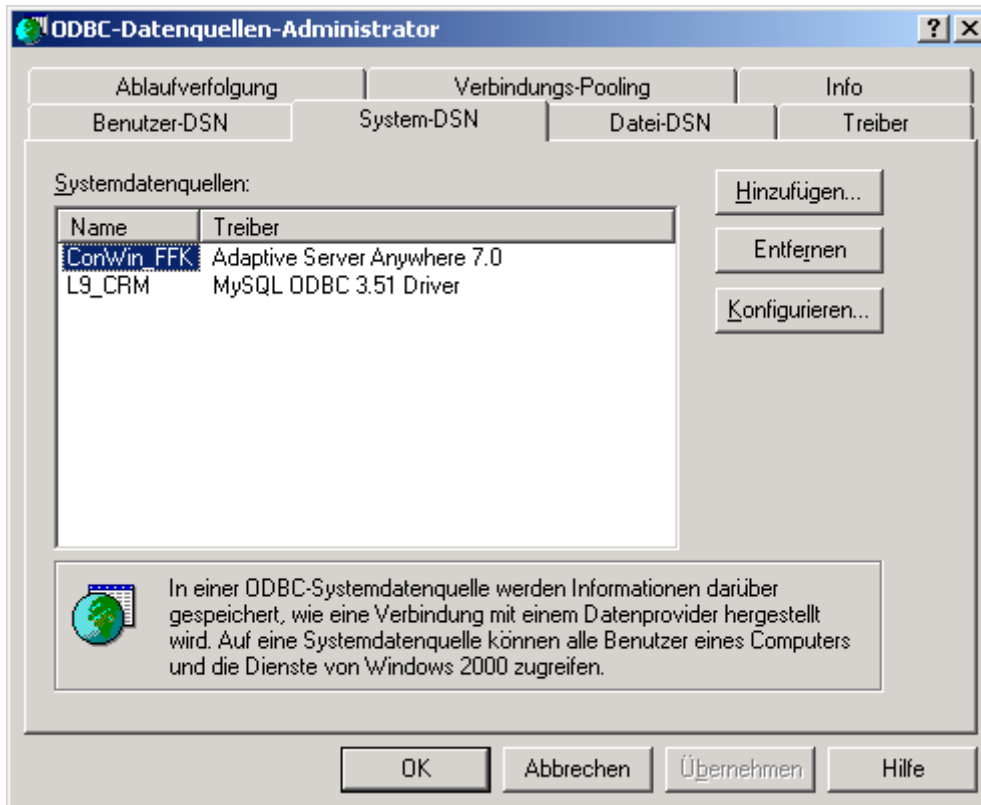 ODBC-Datenquellen-Administrator
Ablaufverfolgung Verbindungs-Pooling Info
Benutzer-DSN System-DSN Datei-DSN Treiber
Systemdatenquellen:
Hinzufügen...
Name Treiber
ConWin_FFK Adaptive Server Anywhere 7.0
Entfernen
L9_CRM MySQL ODBC 3.51 Driver
Konfigurieren...
In einer ODBC-Systemdatenquelle werden Informationen darüber
gespeichert, wie eine Verbindung mit einem Datenprovider hergestellt
wird. Auf eine Systemdatenquelle können alle Benutzer eines Computers
und die Dienste von Windows 2000 zugreifen.
OK Abbrechen Übernehmen Hilfe